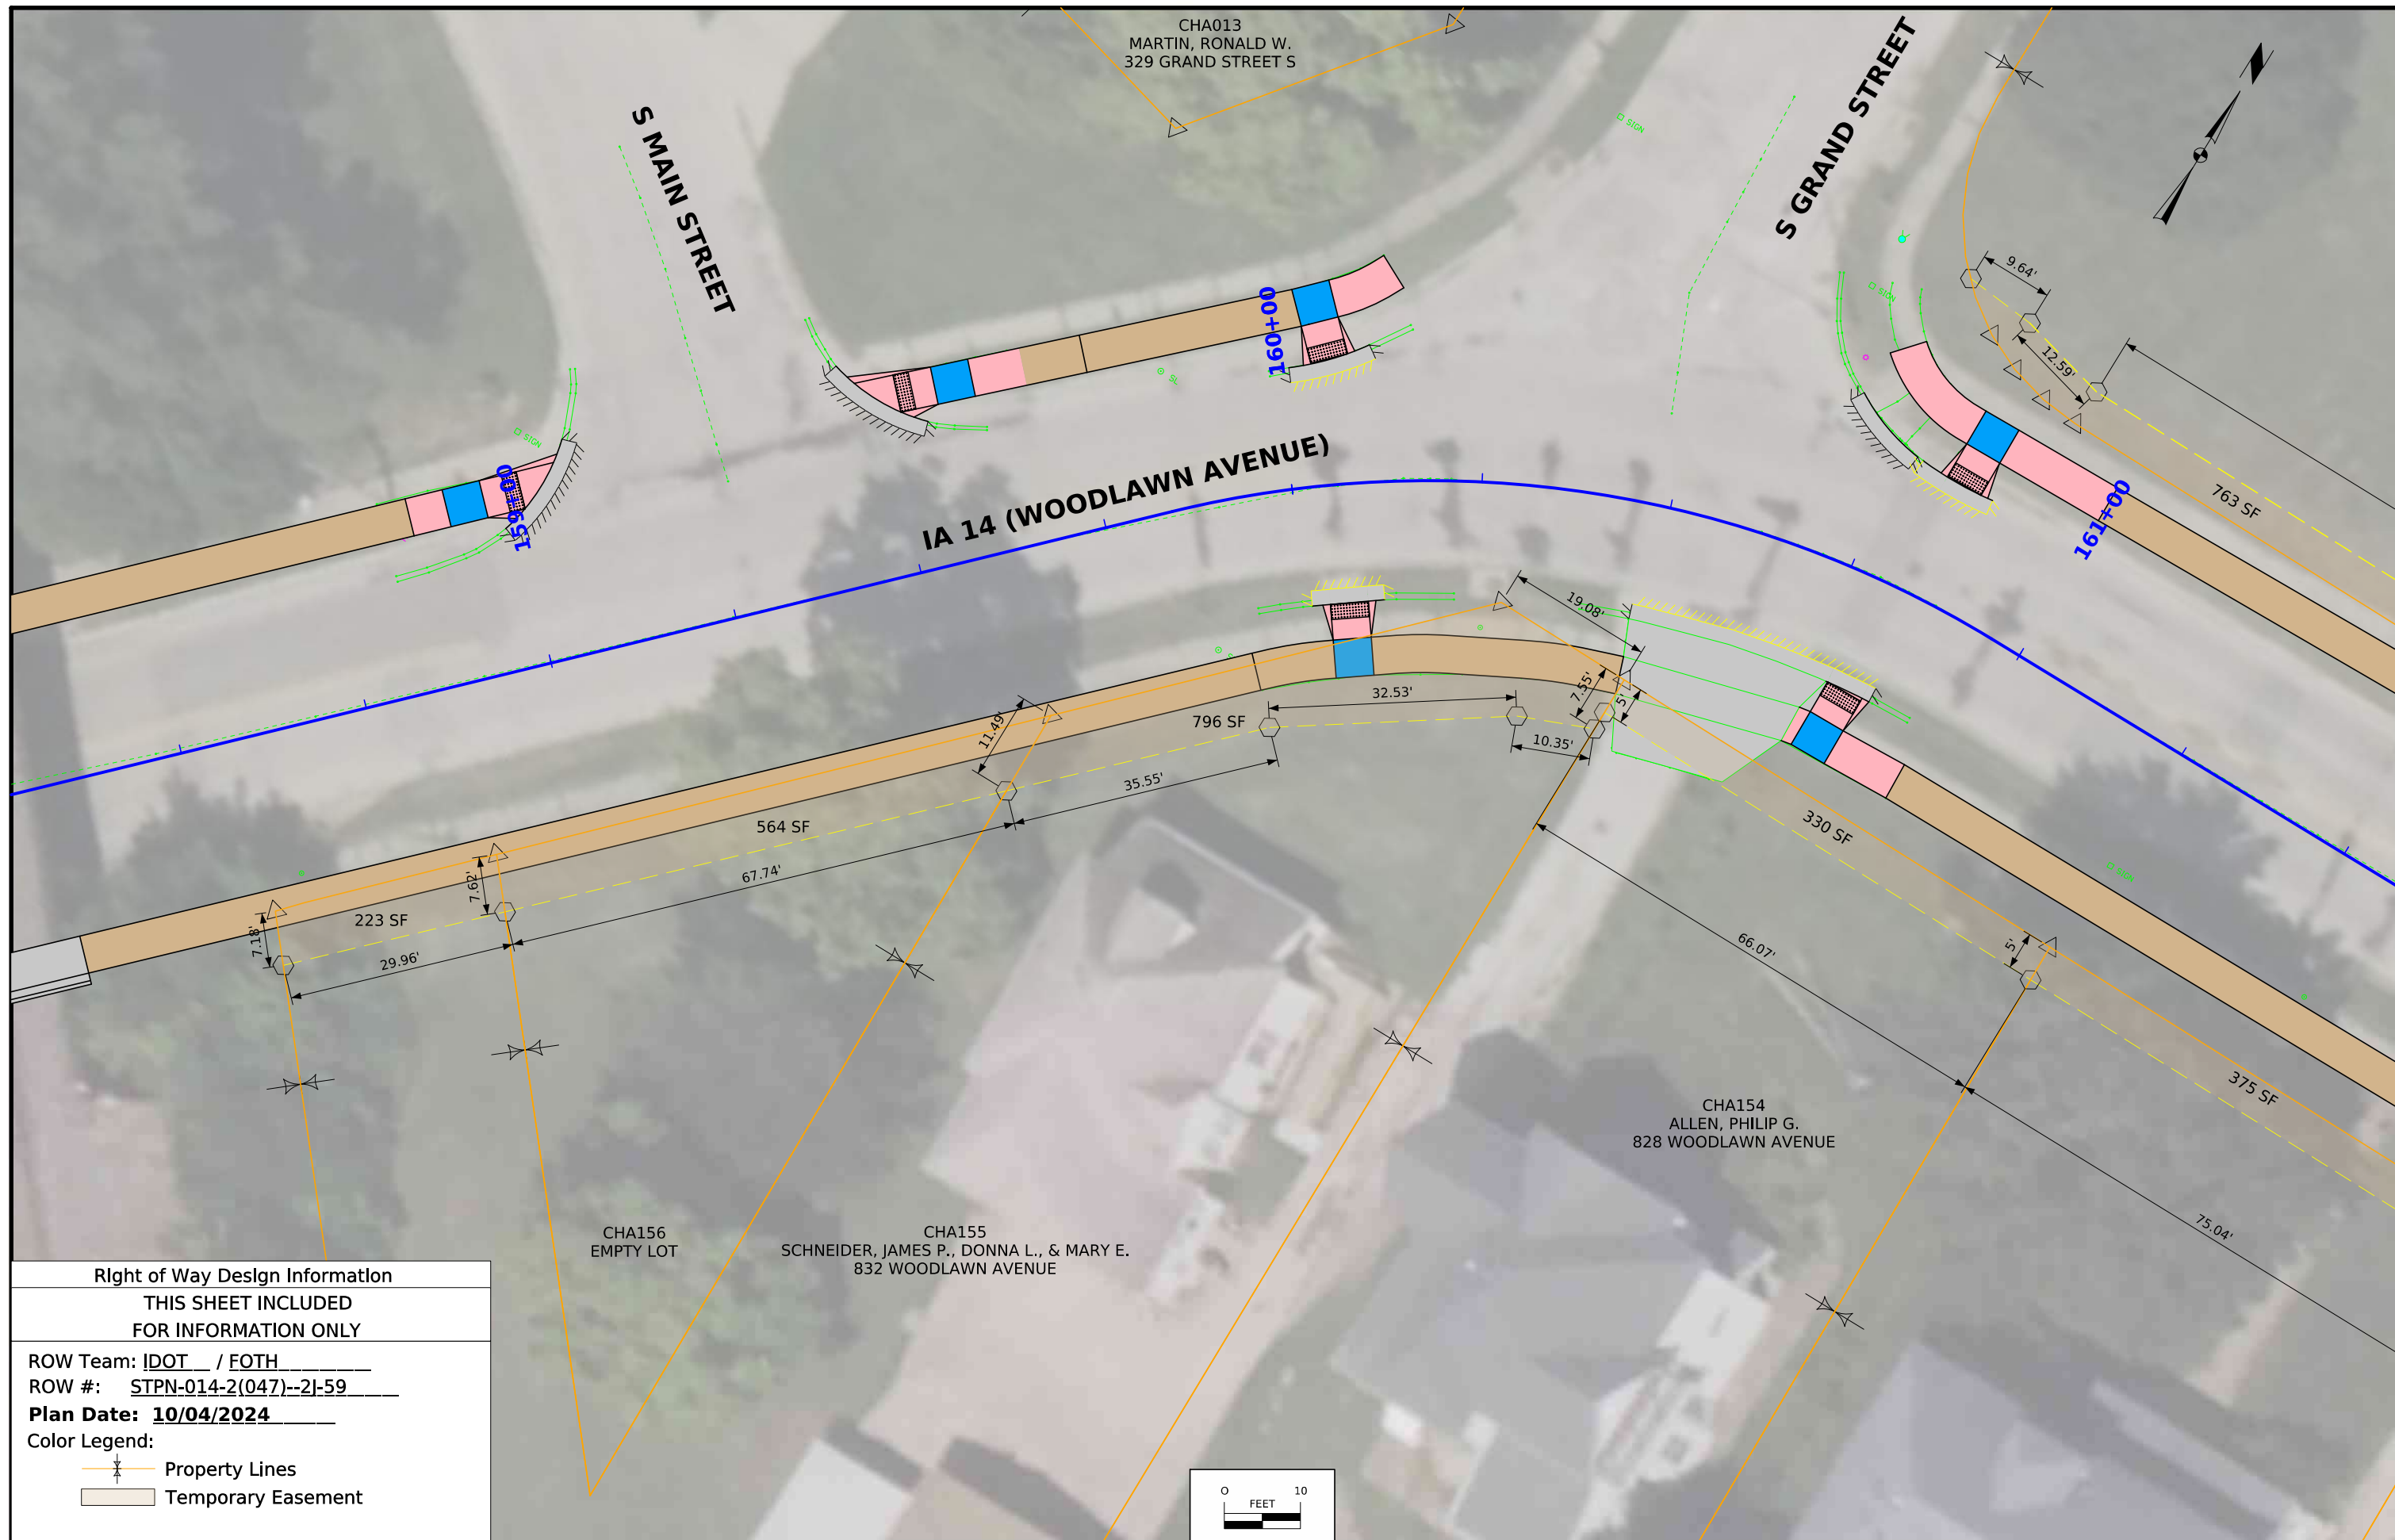 CHA013
MARTIN, RONALD W.
329 GRAND STREET S
S MAIN STREET
S GRAND STREET
SIGN
SIGN
SIGN
SL
160+00
159+00
161+00
IA 14 (WOODLAWN AVENUE)
9.64'
12.59'
763 SF
19.08'
7.55'
5'
32.53'
10.35'
796 SF
11.49'
35.55'
564 SF
67.74'
7.62'
223 SF
7.18'
29.96'
330 SF
66.07'
5'
375 SF
75.04'
CHA154
ALLEN, PHILIP G.
828 WOODLAWN AVENUE
CHA156
EMPTY LOT
CHA155
SCHNEIDER, JAMES P., DONNA L., & MARY E.
832 WOODLAWN AVENUE
Right of Way Design Information
THIS SHEET INCLUDED
FOR INFORMATION ONLY
ROW Team: IDOT / FOTH
ROW #: STPN-014-2(047)--2J-59
Plan Date: 10/04/2024
Color Legend:
Property Lines
Temporary Easement
0 10
FEET